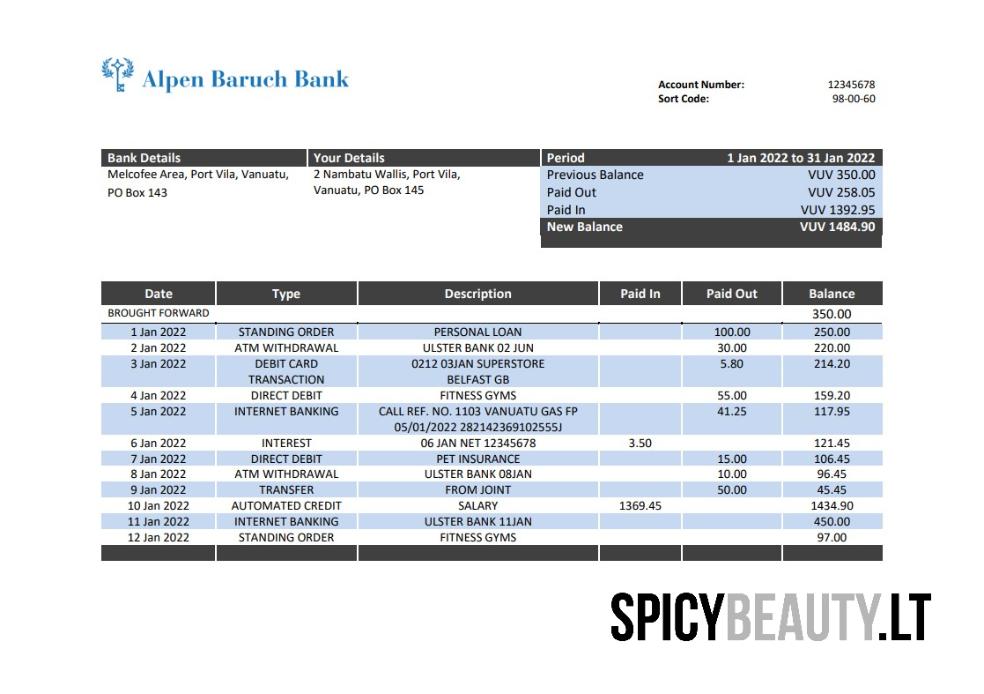 Alpen Baruch Bank
Account Number: 12345678
Sort Code: 98-00-60
Bank Details Your Details Period 1 Jan 2022 to 31 Jan 2022
Melcofee Area, Port Vila, Vanuatu, 2 Nambatu Wallis, Port Vila, Previous Balance VUV 350.00
PO Box 143 Vanuatu, PO Box 145 Paid Out VUV 258.05
Paid In VUV 1392.95
New Balance VUV 1484.90
Date Type Description Paid In Paid Out Balance
BROUGHT FORWARD 350.00
1 Jan 2022 STANDING ORDER PERSONAL LOAN 100.00 250.00
2 Jan 2022 ATM WITHDRAWAL ULSTER BANK 02 JUN 30.00 220.00
3 Jan 2022 DEBIT CARD 0212 03JAN SUPERSTORE 5.80 214.20
TRANSACTION BELFAST GB
4 Jan 2022 DIRECT DEBIT FITNESS GYMS 55.00 159.20
5 Jan 2022 INTERNET BANKING CALL REF. NO. 1103 VANUATU GAS FP 41.25 117.95
05/01/2022 282142369102555J
6 Jan 2022 INTEREST 06 JAN NET 12345678 3.50 121.45
7 Jan 2022 DIRECT DEBIT PET INSURANCE 15.00 106.45
8 Jan 2022 ATM WITHDRAWAL ULSTER BANK 08JAN 10.00 96.45
9 Jan 2022 TRANSFER FROM JOINT 50.00 45.45
10 Jan 2022 AUTOMATED CREDIT SALARY 1369.45 1434.90
11 Jan 2022 INTERNET BANKING ULSTER BANK 11JAN 450.00
12 Jan 2022 STANDING ORDER FITNESS GYMS 97.00
SPICYBEAUTY.LT